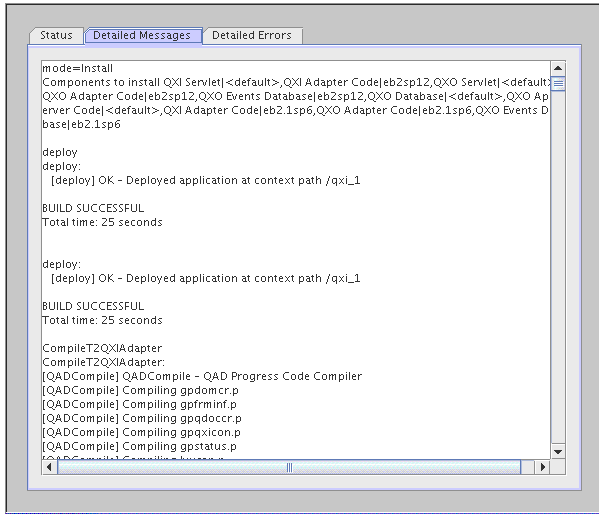 Status
Detailed Messages
Detailed Errors
mode=Install
Components to install QXI Servlet|<default>,QXI Adapter Code|eb2sp12,QXO Servlet|<default>
QXO Adapter Code|eb2sp12,QXO Events Database|eb2sp12,QXO Database|<default>,QXO Ap
erver Code|<default>,QXI Adapter Code|eb2.1sp6,QXO Adapter Code|eb2.1sp6,QXO Events D
base|eb2.1sp6
deploy
deploy:
[deploy] OK – Deployed application at context path /qxi_1
BUILD SUCCESSFUL
Total time: 25 seconds
deploy:
[deploy] OK – Deployed application at context path /qxi_1
BUILD SUCCESSFUL
Total time: 25 seconds
CompileT2QXIAdapter
CompileT2QXIAdapter:
[QADCompile] QADCompile – QAD Progress Code Compiler
[QADCompile] Compiling gpdomcr.p
[QADCompile] Compiling gpfrminf.p
[QADCompile] Compiling gpqdoccr.p
[QADCompile] Compiling gpqxicon.p
[QADCompile] Compiling gpstatus.p
[QADCompile] Compiling